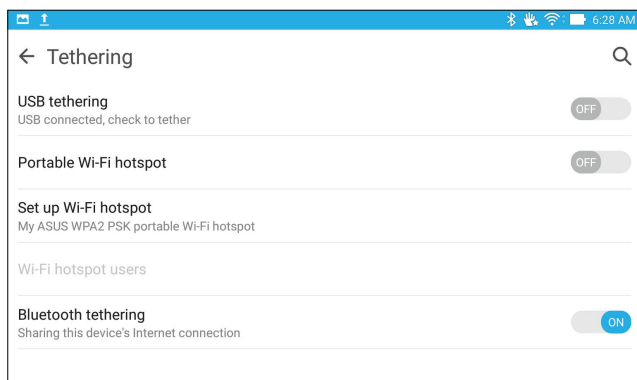 6:28 AM
Tethering
USB tethering
USB connected, check to tether
OFF
Portable Wi-Fi hotspot
OFF
Set up Wi-Fi hotspot
My ASUS WPA2 PSK portable Wi-Fi hotspot
Wi-Fi hotspot users
Bluetooth tethering
Sharing this device's Internet connection
ON